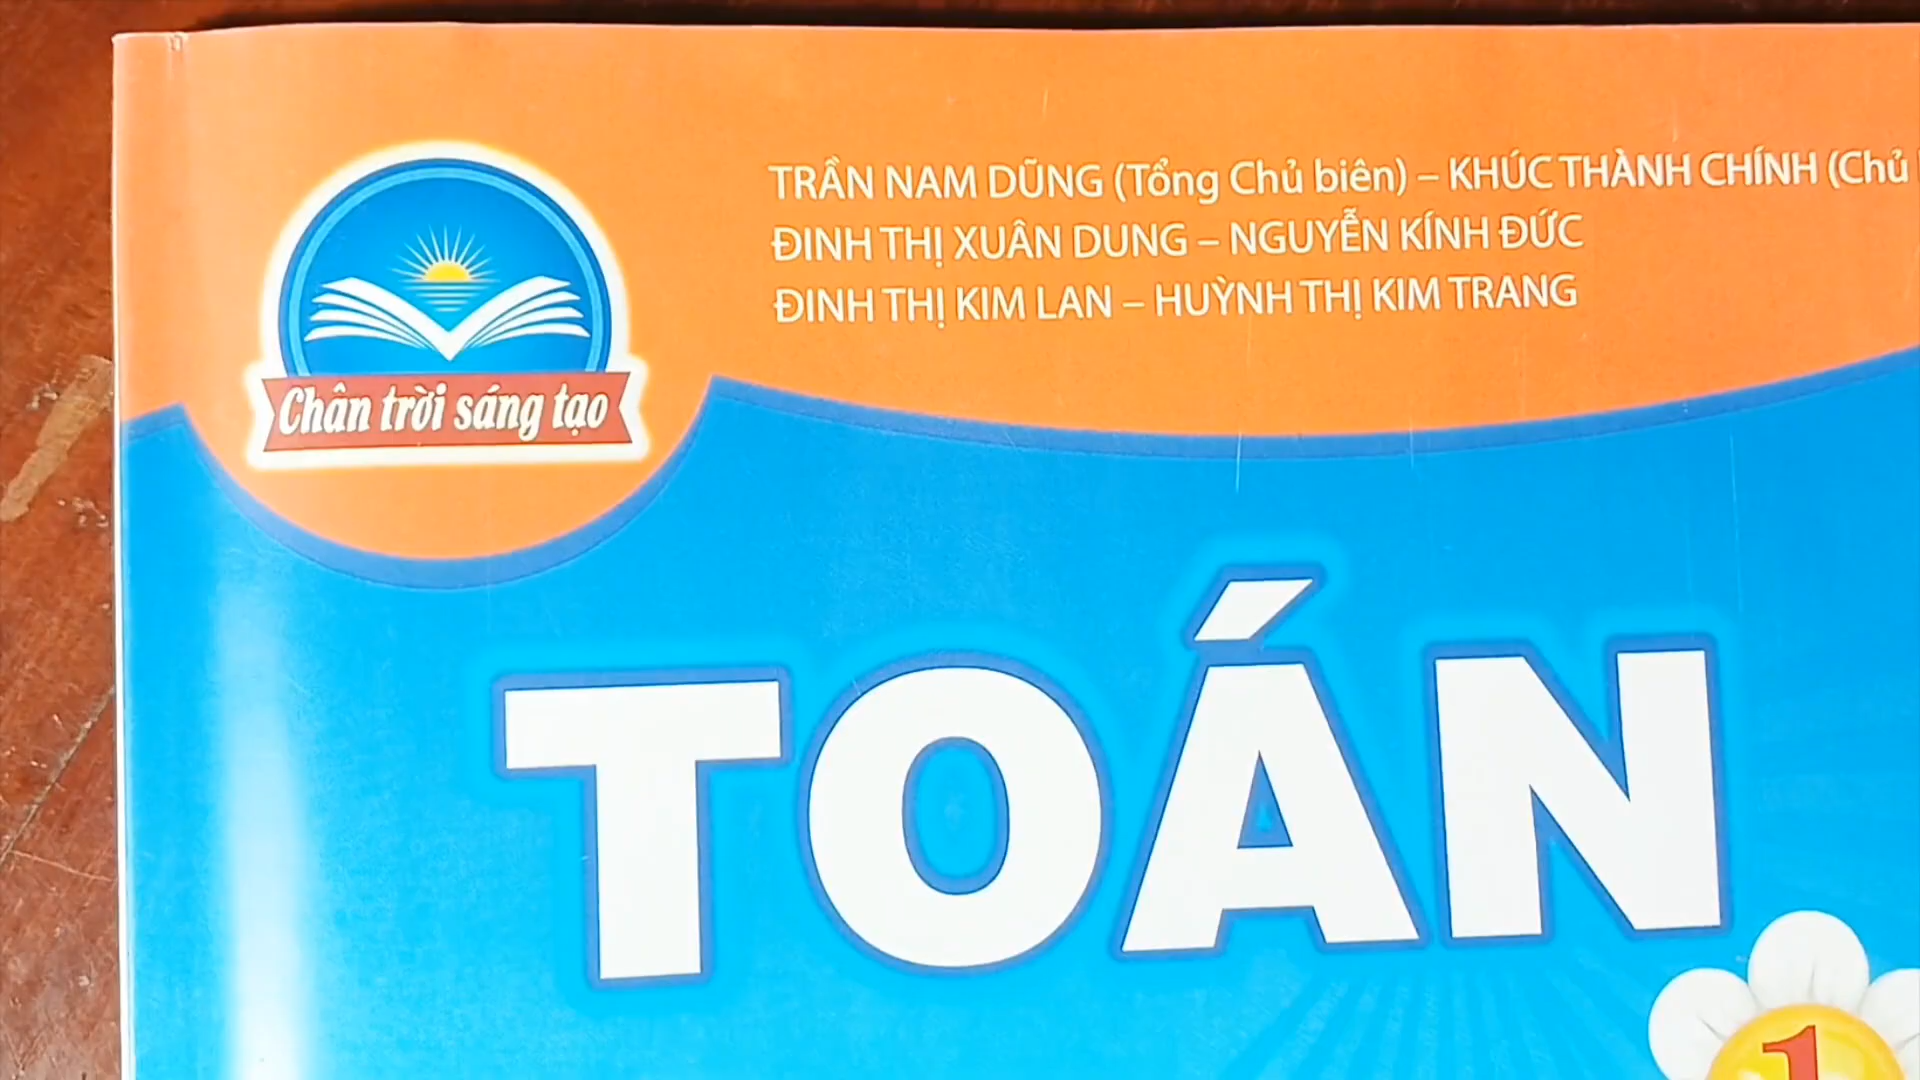 TRẦN NAM DŨNG (Tổng Chủ biên) – KHÚC THÀNH CHÍNH (Chủ
ĐINH THỊ XUÂN DUNG – NGUYỄN KÍNH ĐỨC
ĐINH THỊ KIM LAN – HUỲNH THỊ KIM TRANG
Chân trời sáng tạo
TOÁN
1